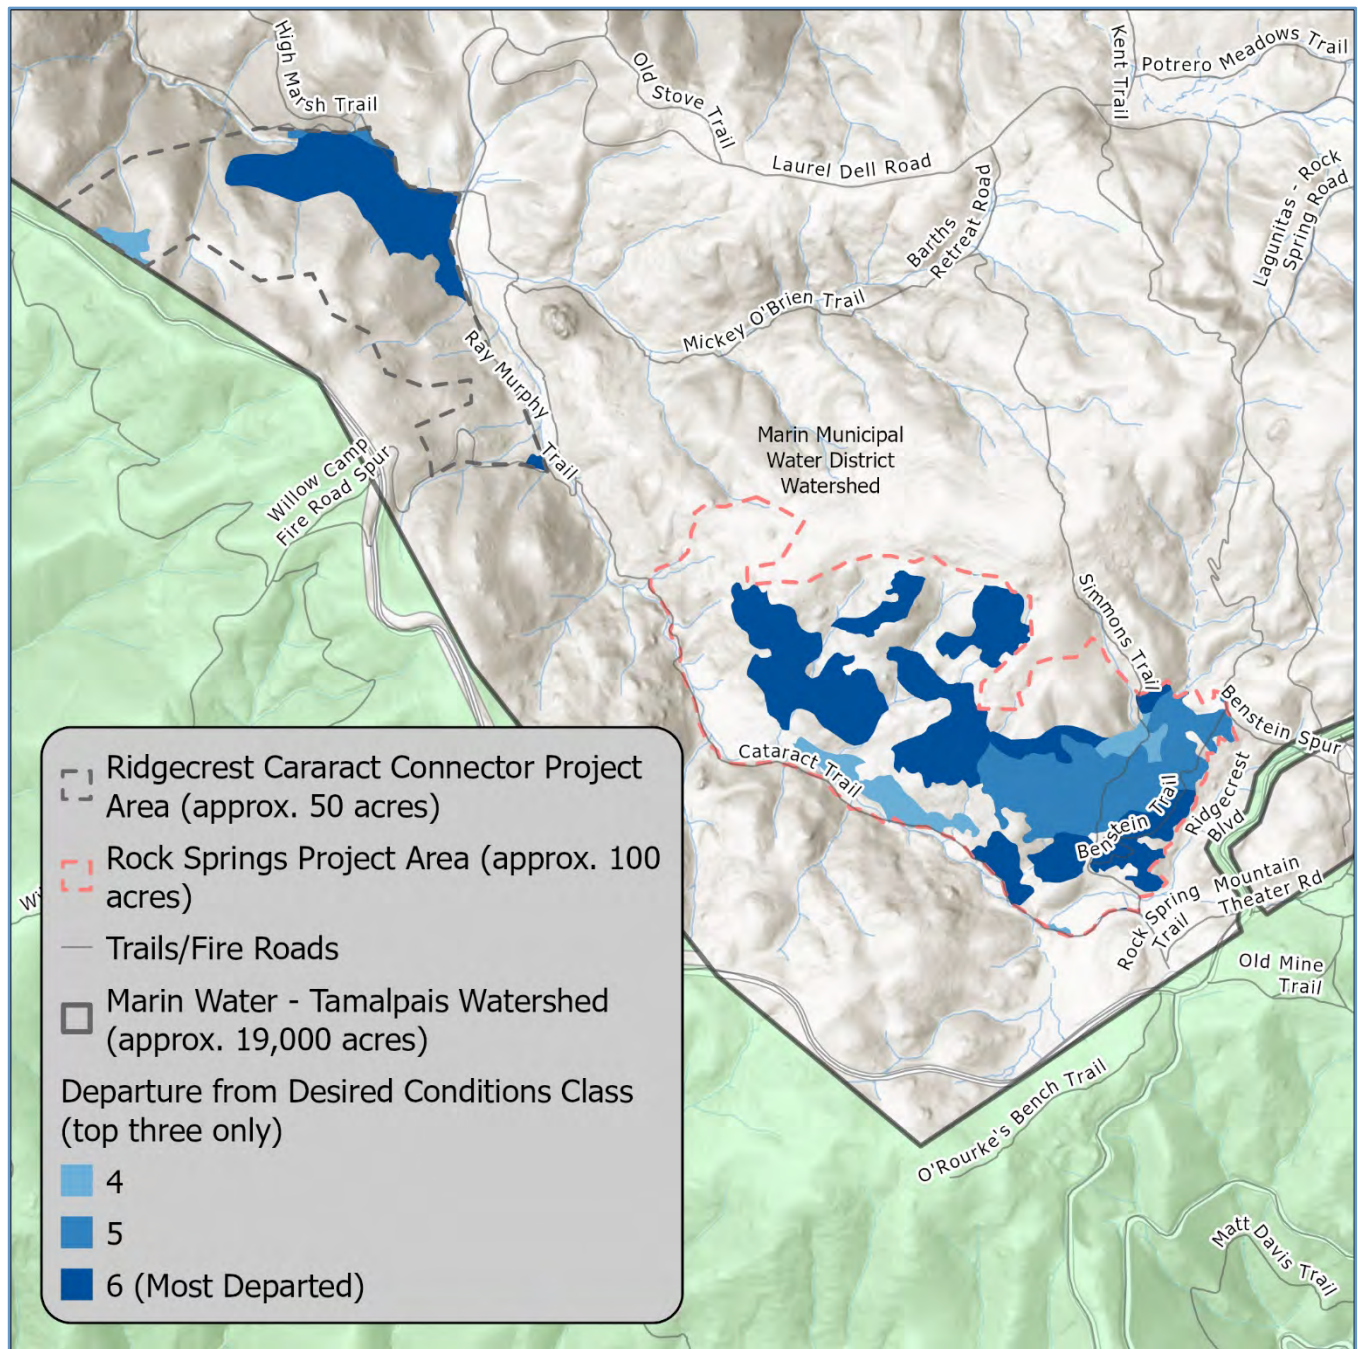 High
Marsh Trail
Old
Stove Trail
Kent Trail
Potrero Meadows Trail
Laurel Dell Road
Lagunitas - Rock
Spring Road
Barths
Retreat Road
Mickey O'Brien Trail
Ray Murphy
Trail
Marin Municipal
Water District
Watershed
Willow Camp
Fire Road Spur
Simmons Trail
Benstein Spur
Cataract Trail
Benstein Trail
Ridgecrest
Blvd
Mountain
Theater Rd
Rock Spring
Trail
Old Mine
Trail
O'Rourke's Bench Trail
Matt Davis Trail
Wi
Ridgecrest Cararact Connector Project
Area (approx. 50 acres)
Rock Springs Project Area (approx. 100
acres)
Trails/Fire Roads
Marin Water - Tamalpais Watershed
(approx. 19,000 acres)
Departure from Desired Conditions Class
(top three only)
4
5
6 (Most Departed)